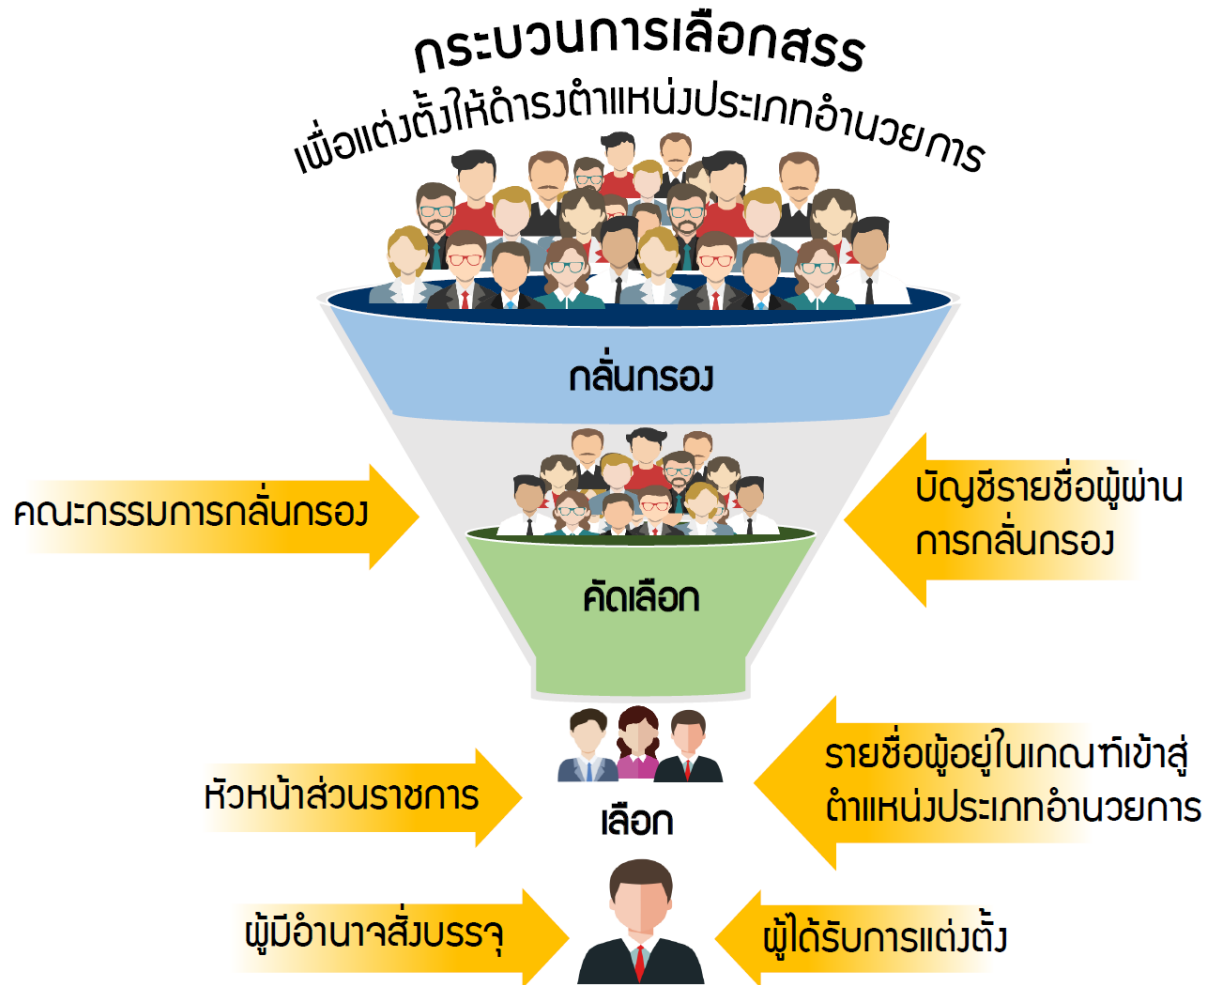 กระบวนการเลือกสรร
เพื่อแต่งตั้งให้ดำรงตำแหน่งประเภทอำนวยการ
กลั่นกรอง
คณะกรรมการกลั่นกรอง
บัญชีรายชื่อผู้ผ่าน
การกลั่นกรอง
คัดเลือก
หัวหน้าส่วนราชการ
รายชื่อผู้อยู่ในเกณฑ์เข้าสู่
ตำแหน่งประเภทอำนวยการ
เลือก
ผู้มีอำนาจสั่งบรรจุ
ผู้ได้รับการแต่งตั้ง